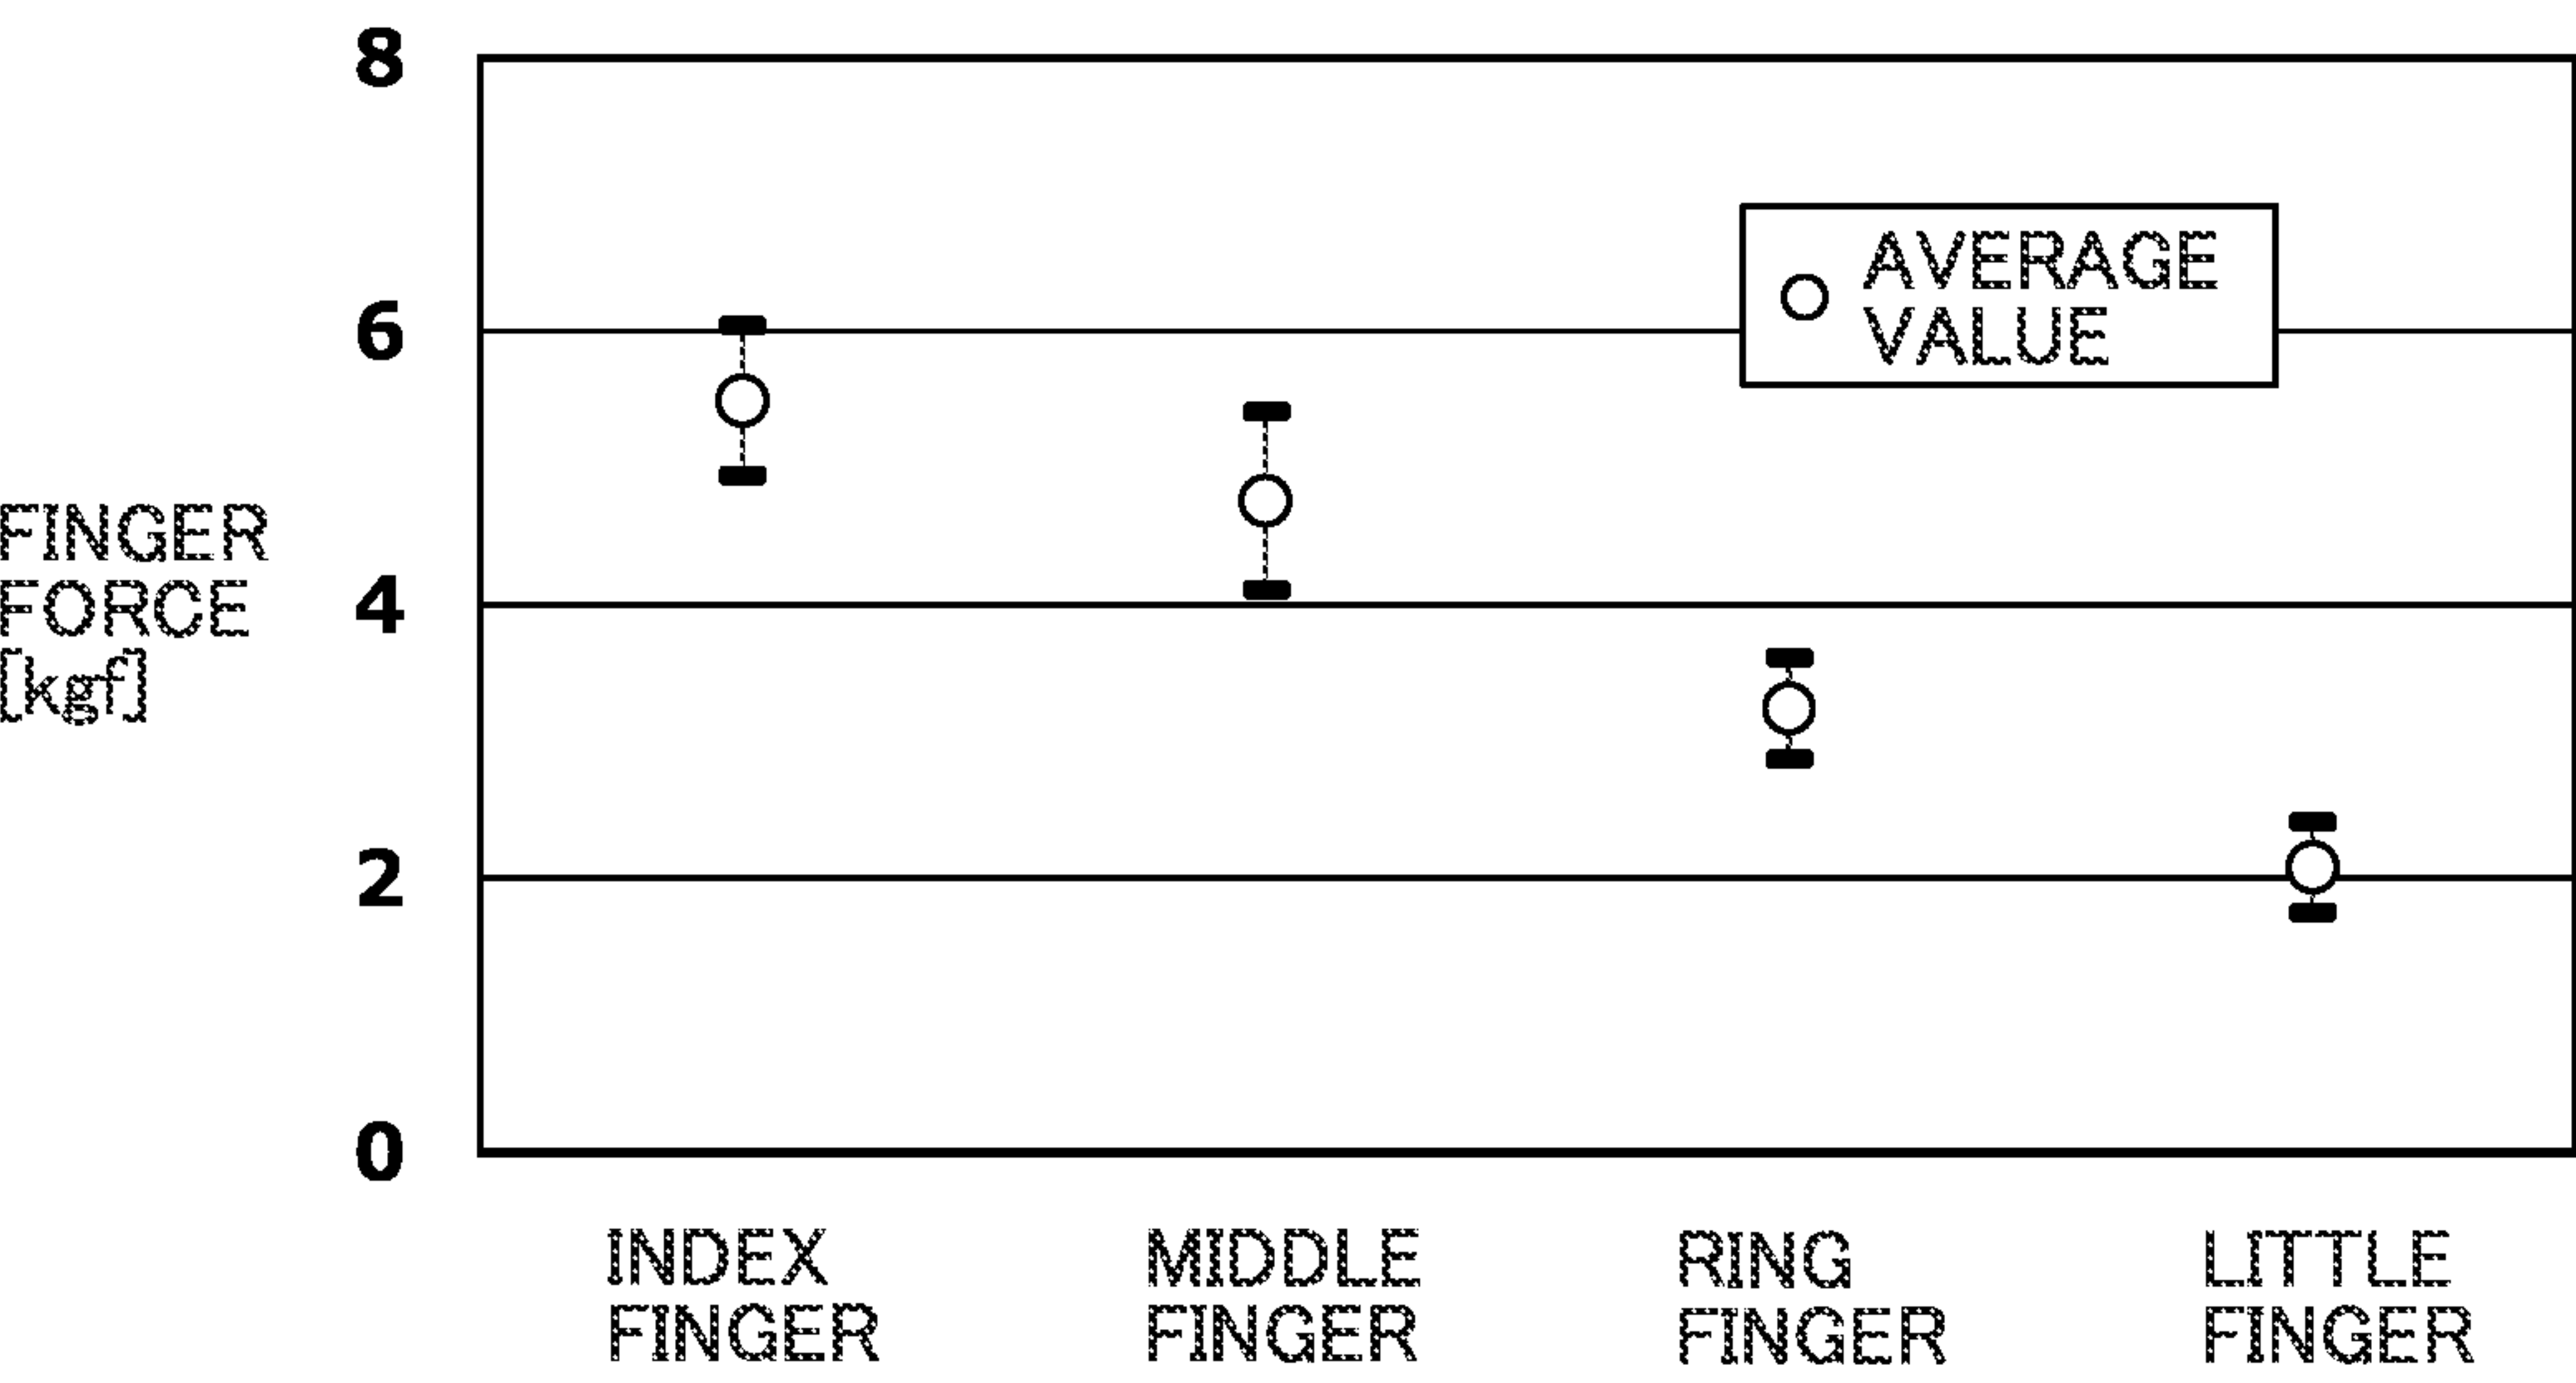 8
6
4
2
0
FINGER
FORCE
[kgf]
AVERAGE
VALUE
INDEX
FINGER
MIDDLE
FINGER
RING
FINGER
LITTLE
FINGER